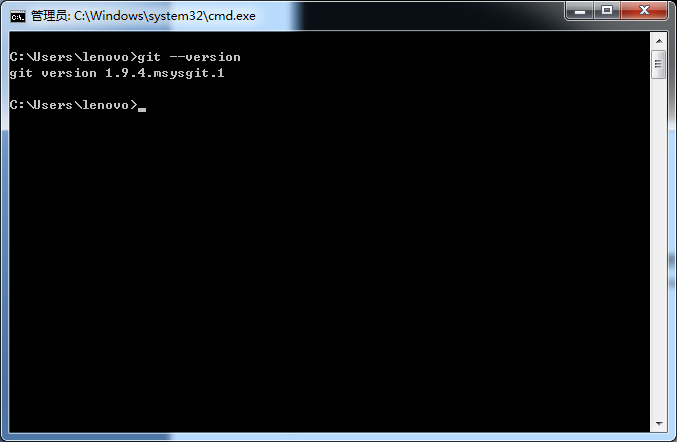 管理员: C:\Windows\system32\cmd.exe
C:\Users\lenovo>git --version
git version 1.9.4.msysgit.1
C:\Users\lenovo>